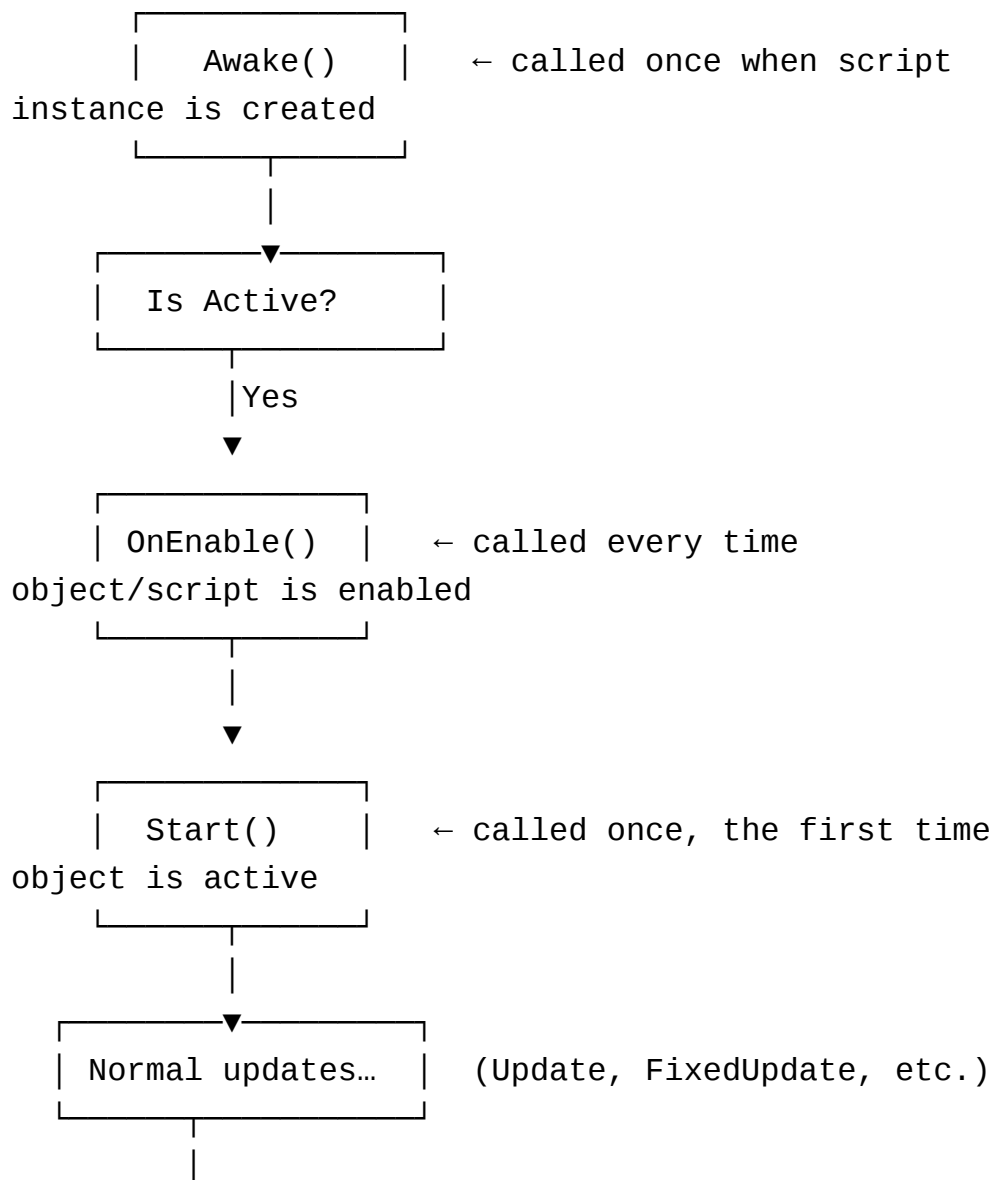 Awake() ← called once when script
instance is created
Is Active?
Yes
OnEnable() ← called every time
object/script is enabled
Start() ← called once, the first time
object is active
Normal updates… (Update, FixedUpdate, etc.)